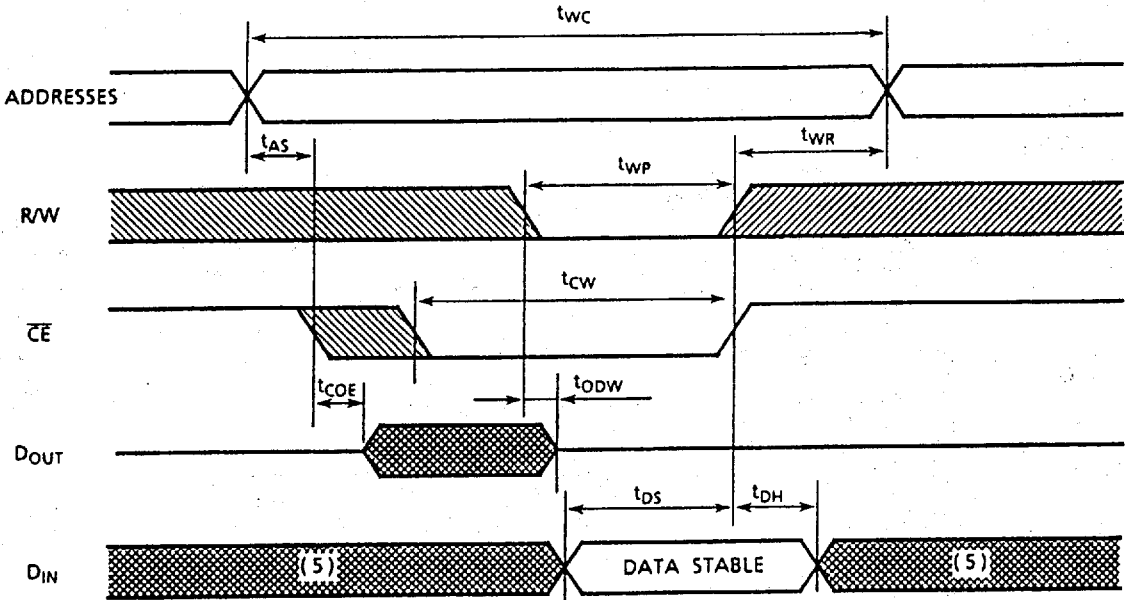 tWC
ADDRESSES
tAS
tWR
tWP
R/W
tCW
CE
tCOE
tODW
DOUT
tDS
tDH
DIN
(5)
DATA STABLE
(5)